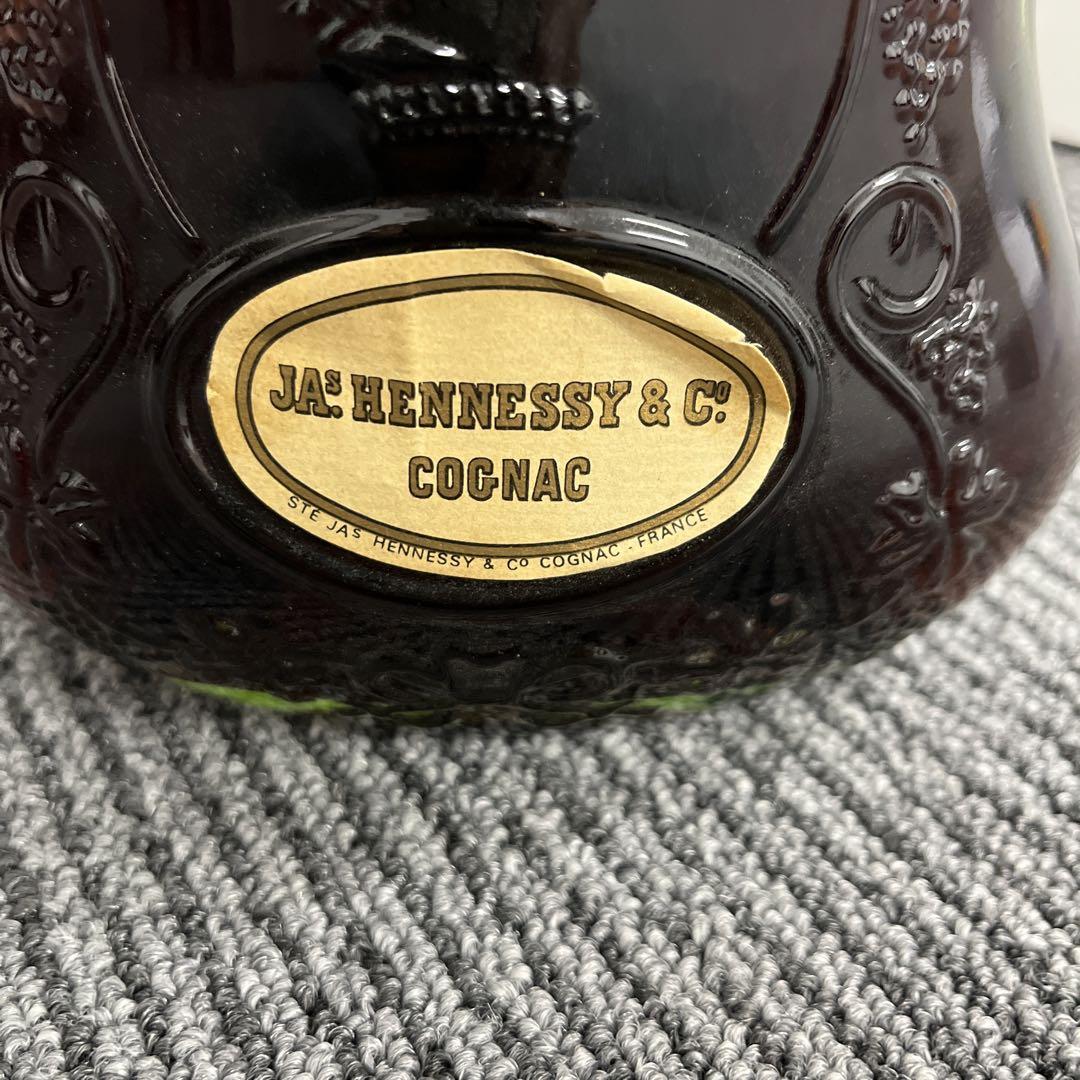 JAS. HENNESSY & Co.
COGNAC
STE JAS HENNESSY & Co COGNAC - FRANCE